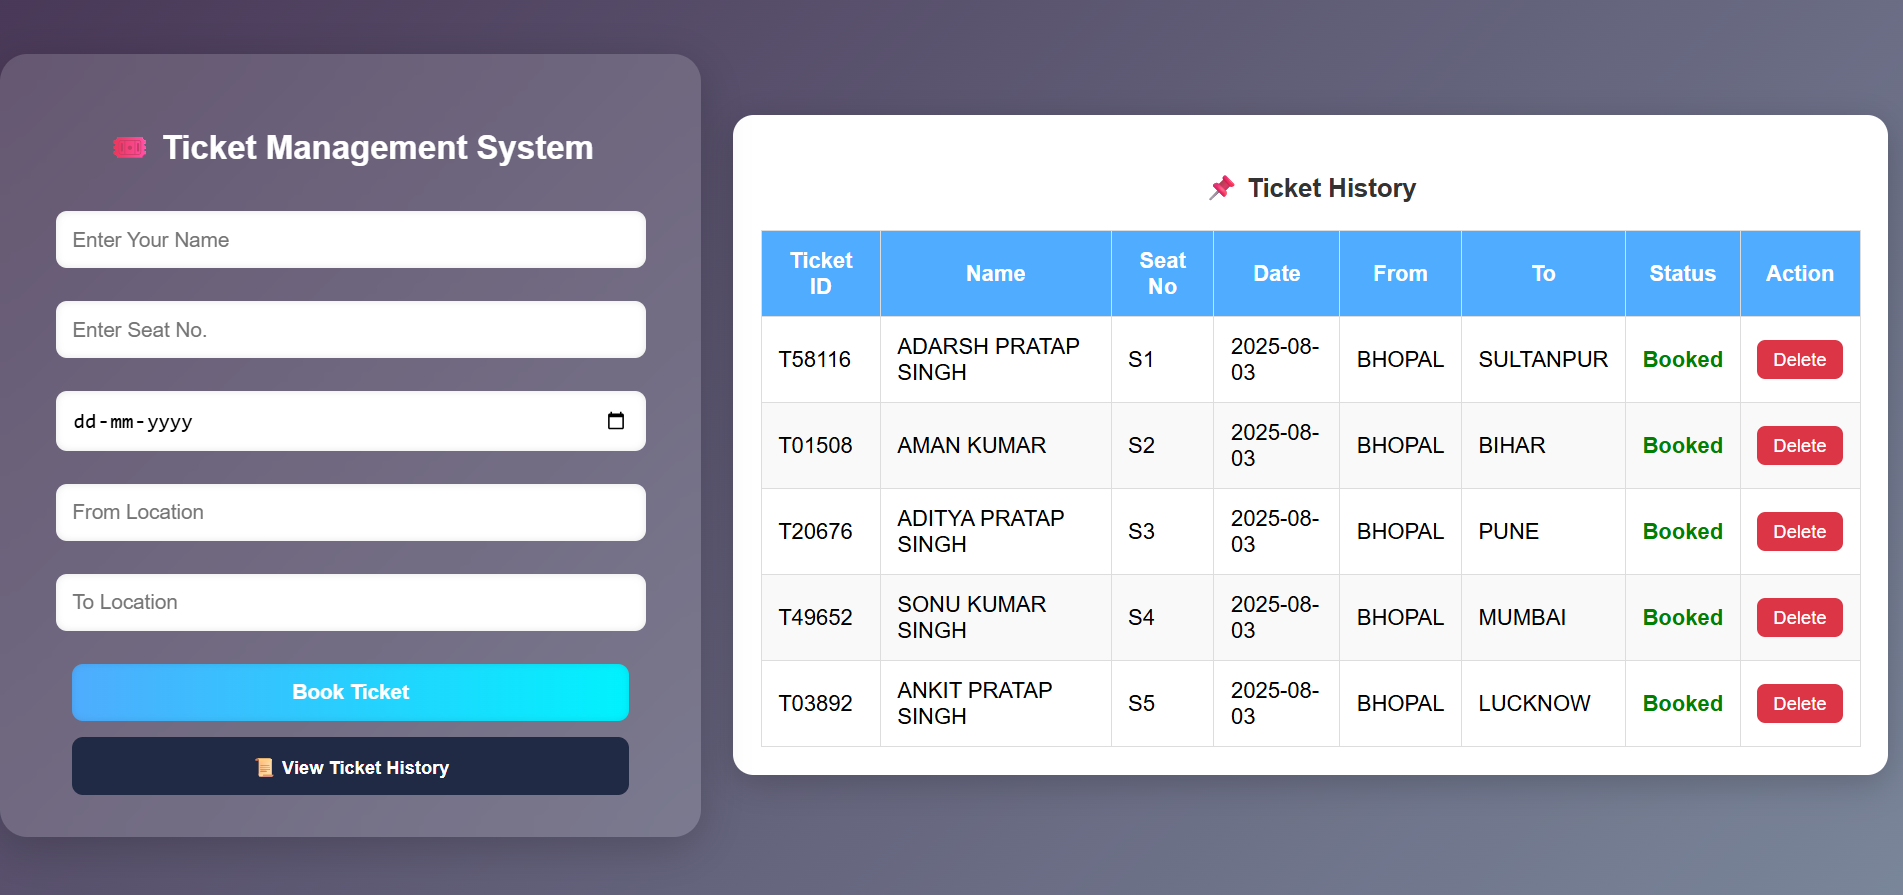 Ticket Management System
Enter Your Name
Enter Seat No.
dd-mm-yyyy
From Location
To Location
Book Ticket
View Ticket History
Ticket History
Ticket ID Name Seat No Date From To Status Action
T58116 ADARSH PRATAP SINGH S1 2025-08-03 BHOPAL SULTANPUR Booked Delete
T01508 AMAN KUMAR S2 2025-08-03 BHOPAL BIHAR Booked Delete
T20676 ADITYA PRATAP SINGH S3 2025-08-03 BHOPAL PUNE Booked Delete
T49652 SONU KUMAR SINGH S4 2025-08-03 BHOPAL MUMBAI Booked Delete
T03892 ANKIT PRATAP SINGH S5 2025-08-03 BHOPAL LUCKNOW Booked Delete